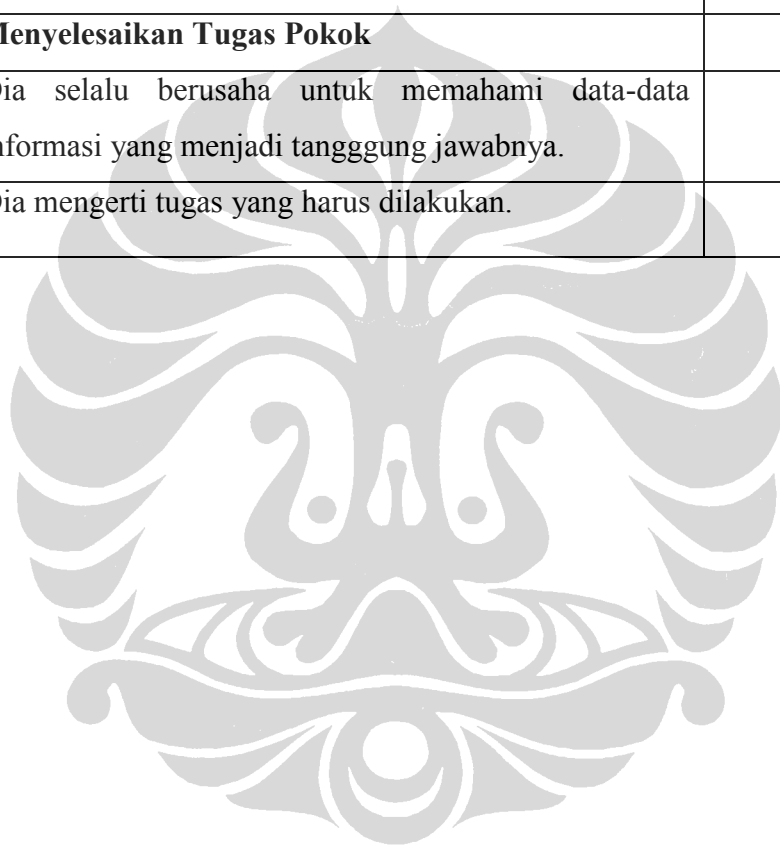 Menyelesaikan Tugas Pokok
Dia selalu berusaha untuk memahami data-data
informasi yang menjadi tangggung jawabnya.
Dia mengerti tugas yang harus dilakukan.